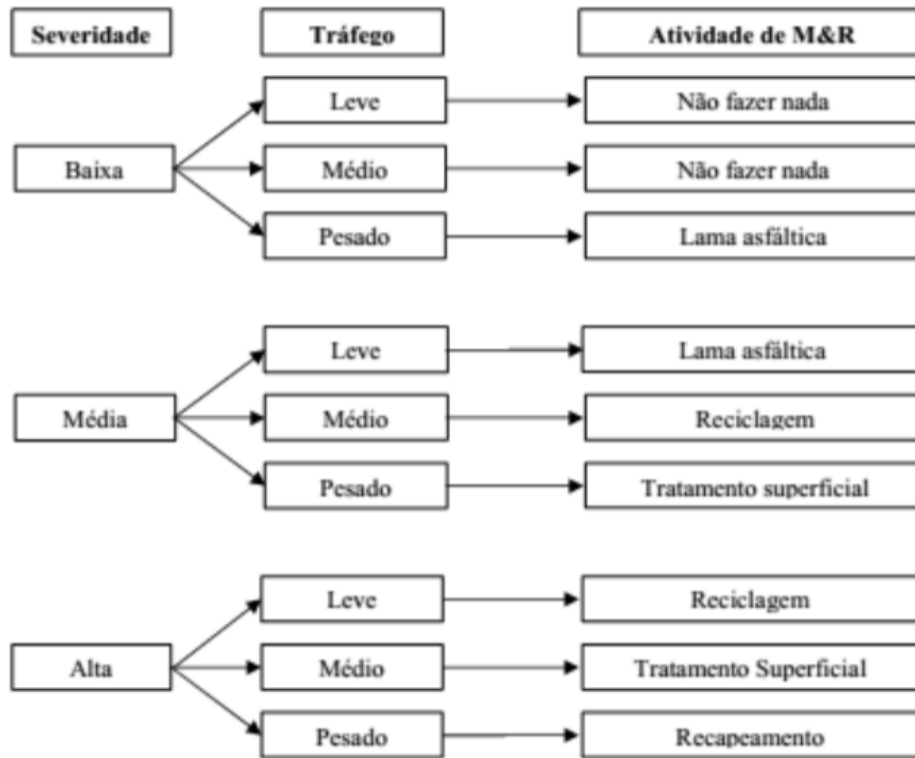 Severidade Tráfego Atividade de M&R
Leve Não fazer nada
Baixa Médio Não fazer nada
Pesado Lama asfáltica
Leve Lama asfáltica
Média Médio Reciclagem
Pesado Tratamento superficial
Leve Reciclagem
Alta Médio Tratamento Superficial
Pesado Recapeamento